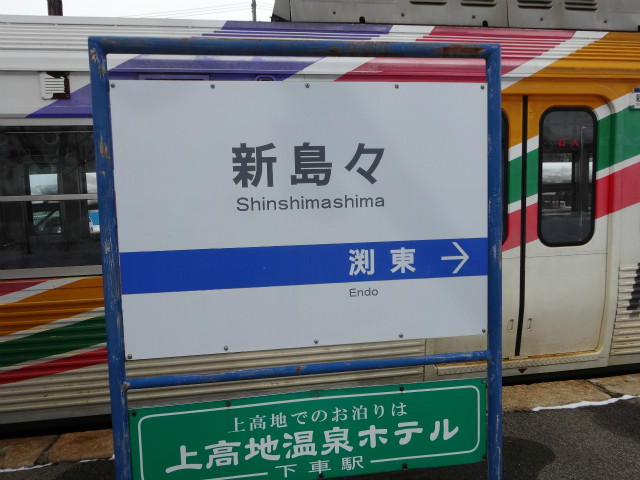 新島々
Shinshimashima
渕東 →
Endo
上高地でのお泊りは
上高地温泉ホテル
下車駅